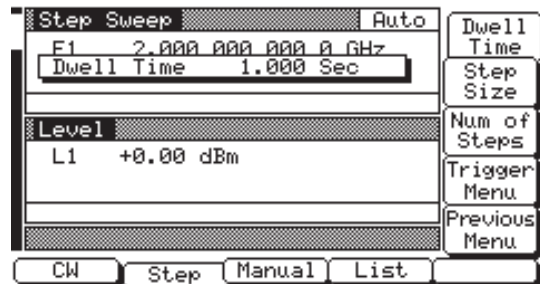 Step Sweep Auto
F1 2.000 000 000 0 GHz
Dwell Time 1.000 Sec
Level
L1 +0.00 dBm
Dwell
Time
Step
Size
Num of
Steps
Trigger
Menu
Previous
Menu
CW Step Manual List